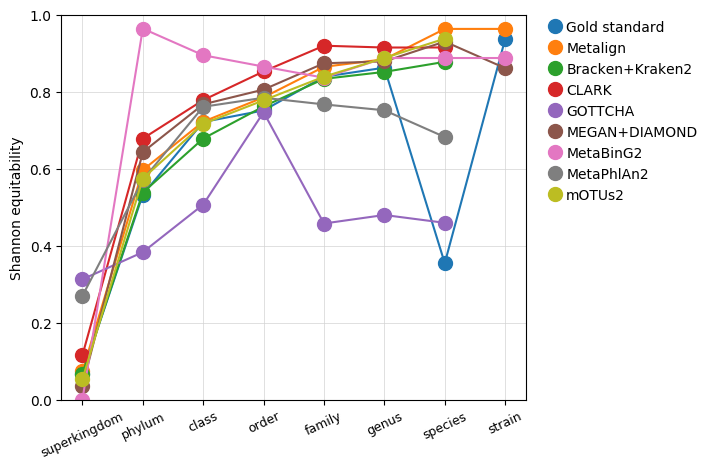 Shannon equitability
1.0
0.8
0.6
0.4
0.2
0.0
superkingdom
phylum
class
order
family
genus
species
strain
Gold standard
Metalign
Bracken+Kraken2
CLARK
GOTTCHA
MEGAN+DIAMOND
MetaBinG2
MetaPhlAn2
mOTUs2